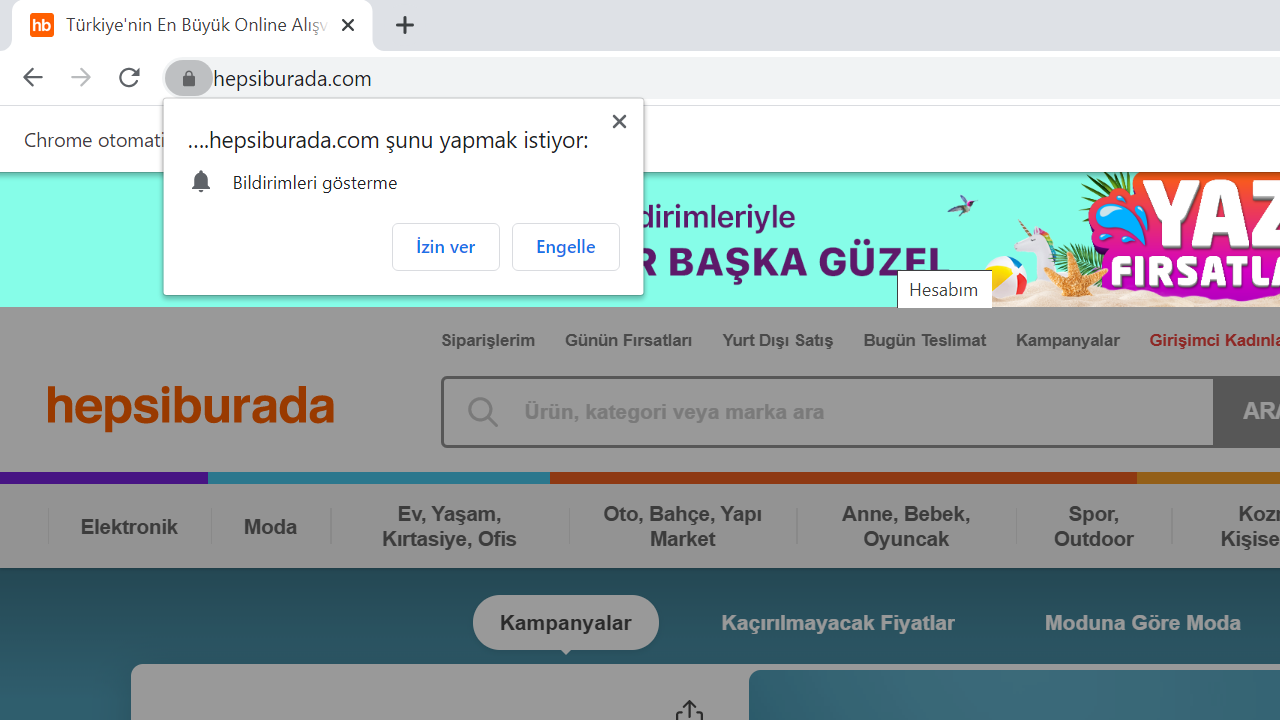 hb Türkiye'nin En Büyük Online Alışv
hepsiburada.com
Chrome otomati
....hepsiburada.com şunu yapmak istiyor:
Bildirimleri gösterme
İzin ver Engelle
dirimleriyle
R BAŞKA GÜZEL
YAZ
FIRSATLA
Hesabım
Siparişlerim Günün Fırsatları Yurt Dışı Satış Bugün Teslimat Kampanyalar Girişimci Kadınla
hepsiburada
Ürün, kategori veya marka ara
ARA
Elektronik
Moda
Ev, Yaşam,
Kırtasiye, Ofis
Oto, Bahçe, Yapı
Market
Anne, Bebek,
Oyuncak
Spor,
Outdoor
Kozm
Kişise
Kampanyalar Kaçırılmayacak Fiyatlar Moduna Göre Moda